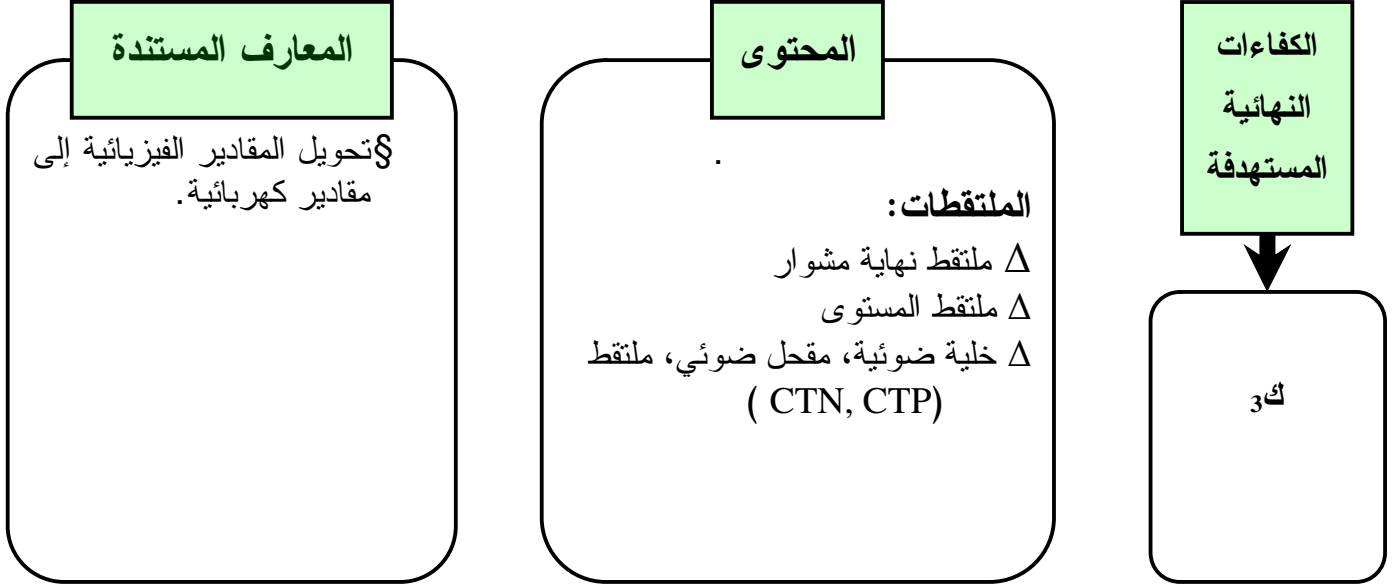 الكفاءات
النهائية
المستهدفة
ك3
المحتوى
.
الملتقطات:
Δ ملتقط نهاية مشوار
Δ ملتقط المستوى
Δ خلية ضوئية، مقحل ضوئي، ملتقط
( CTN, CTP)
المعارف المستندة
§تحويل المقادير الفيزيائية إلى
مقادير كهربائية.